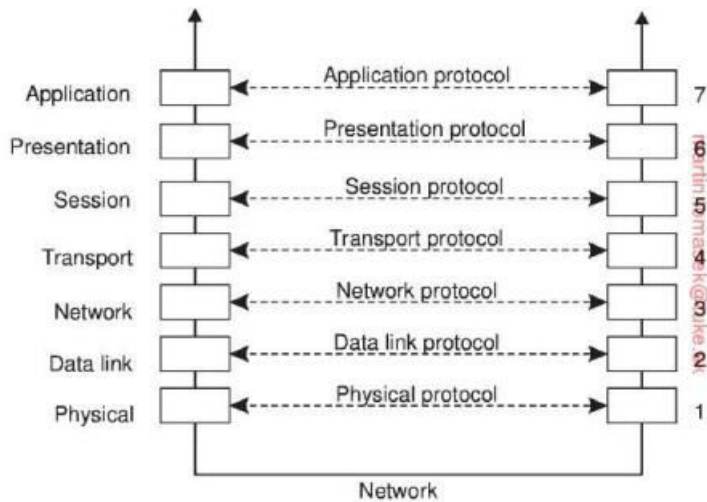 Application Application protocol 7
Presentation Presentation protocol 6
Session Session protocol 5
Transport Transport protocol 4
Network Network protocol 3
Data link Data link protocol 2
Physical Physical protocol 1
Network